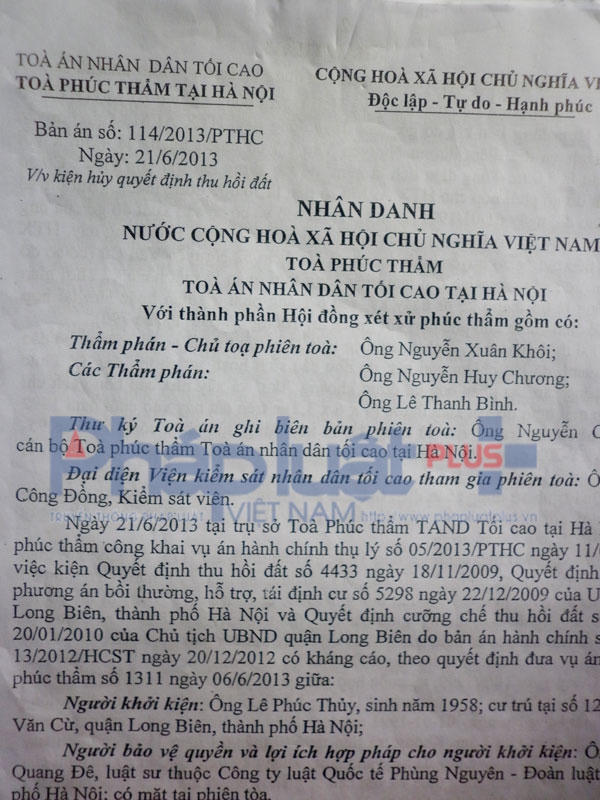 TOÀ ÁN NHÂN DÂN TỐI CAO
TOÀ PHÚC THẨM TẠI HÀ NỘI
CỘNG HOÀ XÃ HỘI CHỦ NGHĨA VI
Độc lập - Tự do - Hạnh phúc
Bản án số: 114/2013/PTHC
Ngày: 21/6/2013
V/v kiện hủy quyết định thu hồi đất
NHÂN DANH
NƯỚC CỘNG HOÀ XÃ HỘI CHỦ NGHĨA VIỆT NAM
TOÀ PHÚC THẨM
TOÀ ÁN NHÂN DÂN TỐI CAO TẠI HÀ NỘI
Với thành phần Hội đồng xét xử phúc thẩm gồm có:
Thẩm phán - Chủ toạ phiên toà: Ông Nguyễn Xuân Khôi;
Các Thẩm phán: Ông Nguyễn Huy Chương;
Ông Lê Thanh Bình.
Thư ký Toà án ghi biên bản phiên toà: Ông Nguyễn
cán bộ Toà phúc thẩm Toà án nhân dân tối cao tại Hà Nội.
Pháp luật PLUS
Đại diện Viện kiểm sát nhân dân tối cao tham gia phiên toà: Ô
Công Đồng, Kiểm sát viên.
VIỆT NAM
http://www.phapluatplus.vn
Ngày 21/6/2013 tại trụ sở Toà Phúc thẩm TAND Tối cao tại Hà
phúc thẩm công khai vụ án hành chính thụ lý số 05/2013/PTHC ngày 11/
việc kiện Quyết định thu hồi đất số 4433 ngày 18/11/2009, Quyết định
phương án bồi thường, hỗ trợ, tái định cư số 5298 ngày 22/12/2009 của U
Long Biên, thành phố Hà Nội và Quyết định cưỡng chế thu hồi đất s
20/01/2010 của Chủ tịch UBND quận Long Biên do bản án hành chính s
13/2012/HCST ngày 20/12/2012 có kháng cáo, theo quyết định đưa vụ án
phúc thẩm số 1311 ngày 06/6/2013 giữa:
Người khởi kiện: Ông Lê Phúc Thủy, sinh năm 1958; cư trú tại số 12
Văn Cừ, quận Long Biên, thành phố Hà Nội;
Người bảo vệ quyền và lợi ích hợp pháp cho người khởi kiện: Ô
Quang Đê, luật sư thuộc Công ty luật Quốc tế Phùng Nguyên - Đoàn luật
phố Hà Nội; có mặt tại phiên tòa.